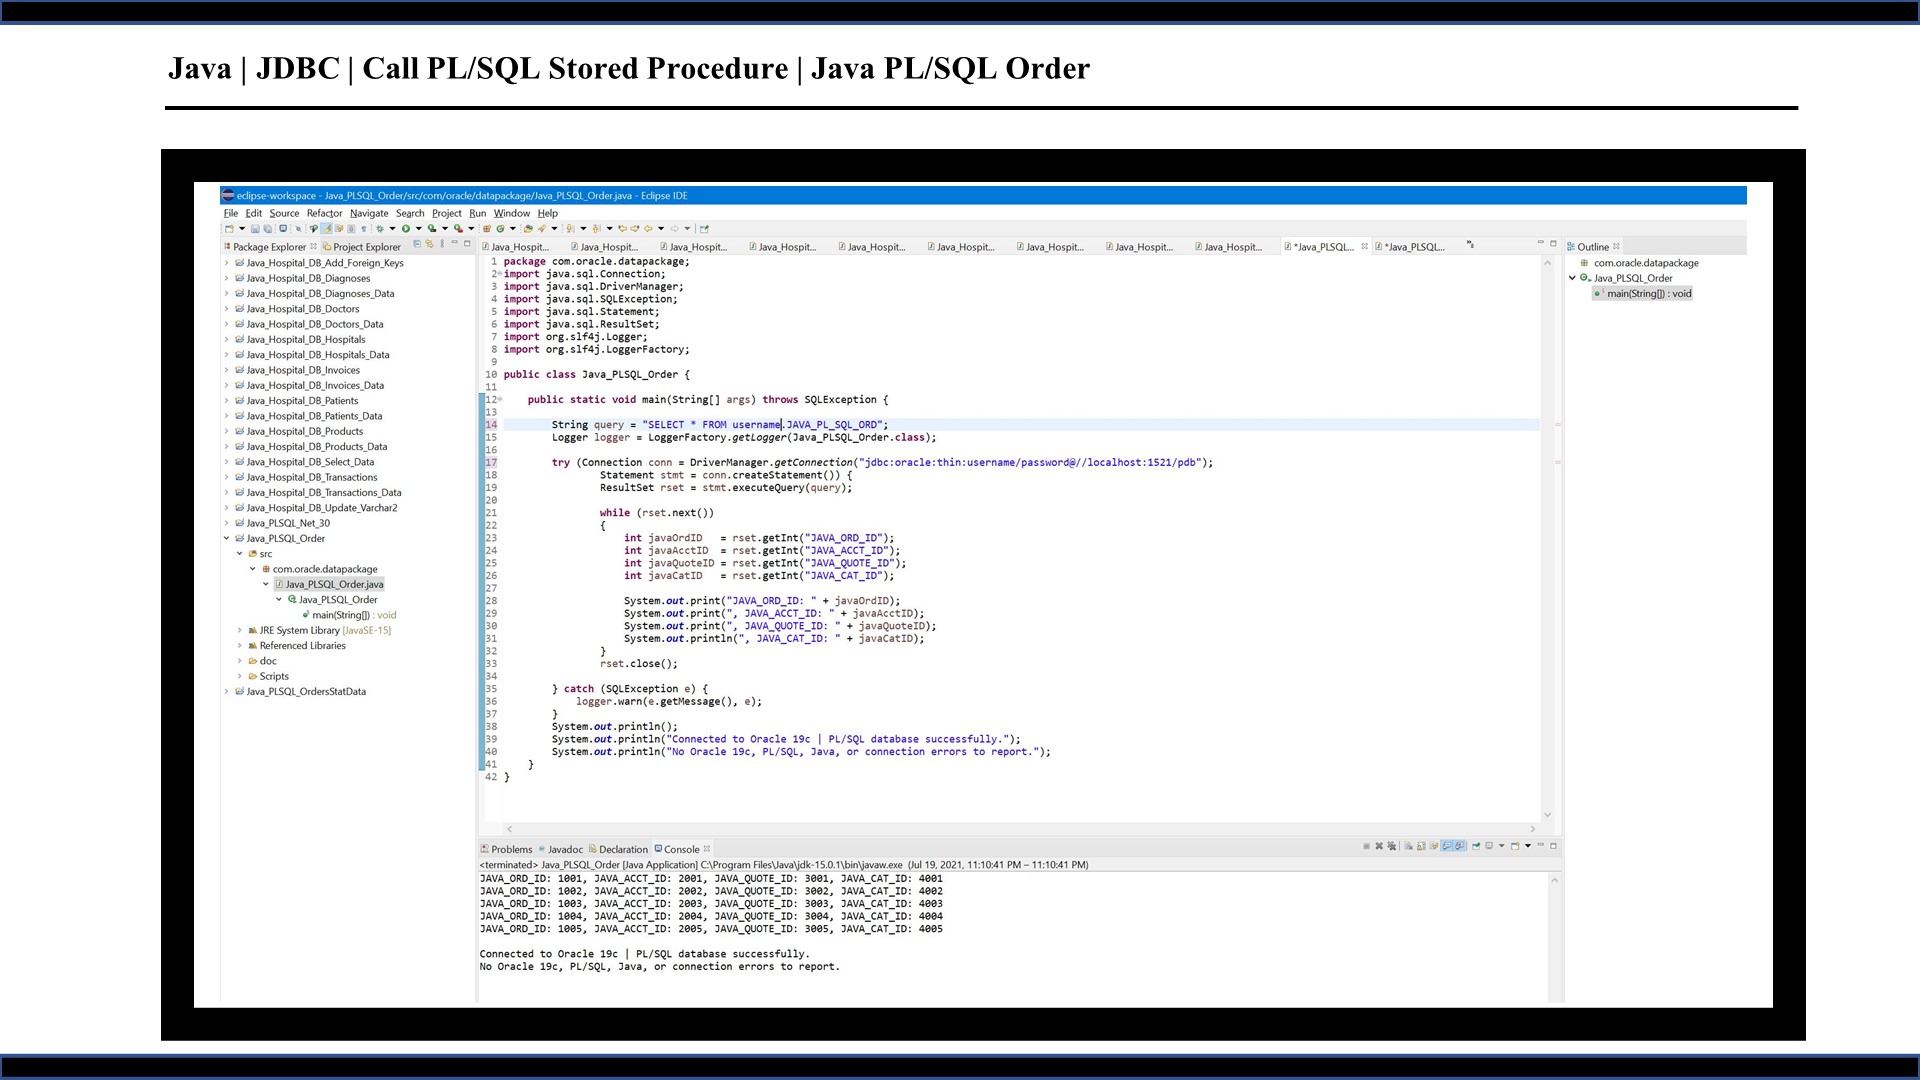 Java | JDBC | Call PL/SQL Stored Procedure | Java PL/SQL Order
eclipse-workspace - Java_PLSQL_Order/src/com/oracle/datapackage/Java_PLSQL_Order.java - Eclipse IDE
File Edit Source Refactor Navigate Search Project Run Window Help
Package Explorer Project Explorer
Java_Hospital_DB_Add_Foreign_Keys
Java_Hospital_DB_Diagnoses
Java_Hospital_DB_Diagnoses_Data
Java_Hospital_DB_Doctors
Java_Hospital_DB_Doctors_Data
Java_Hospital_DB_Hospitals
Java_Hospital_DB_Hospitals_Data
Java_Hospital_DB_Invoices
Java_Hospital_DB_Invoices_Data
Java_Hospital_DB_Patients
Java_Hospital_DB_Patients_Data
Java_Hospital_DB_Products
Java_Hospital_DB_Products_Data
Java_Hospital_DB_Select_Data
Java_Hospital_DB_Transactions
Java_Hospital_DB_Transactions_Data
Java_Hospital_DB_Update_Varchar2
Java_PLSQL_Net_30
Java_PLSQL_Order
src
com.oracle.datapackage
Java_PLSQL_Order.java
Java_PLSQL_Order
main(String[]) : void
JRE System Library [JavaSE-15]
Referenced Libraries
doc
Scripts
Java_PLSQL_OrdersStatData
Java_Hospit... Java_Hospit... Java_Hospit... Java_Hospit... Java_Hospit... Java_Hospit... Java_Hospit... Java_Hospit... Java_Hospit... *Java_PLSQL... *Java_PLSQL...
1 package com.oracle.datapackage;
2 import java.sql.Connection;
3 import java.sql.DriverManager;
4 import java.sql.SQLException;
5 import java.sql.Statement;
6 import java.sql.ResultSet;
7 import org.slf4j.Logger;
8 import org.slf4j.LoggerFactory;
9
10 public class Java_PLSQL_Order {
11
12 public static void main(String[] args) throws SQLException {
13
14 String query = "SELECT * FROM username.JAVA_PL_SQL_ORD";
15 Logger logger = LoggerFactory.getLogger(Java_PLSQL_Order.class);
16
17 try (Connection conn = DriverManager.getConnection("jdbc:oracle:thin:username/password@//localhost:1521/pdb");
18 Statement stmt = conn.createStatement()) {
19 ResultSet rset = stmt.executeQuery(query);
20
21 while (rset.next())
22 {
23 int javaOrdID = rset.getInt("JAVA_ORD_ID");
24 int javaAcctID = rset.getInt("JAVA_ACCT_ID");
25 int javaQuoteID = rset.getInt("JAVA_QUOTE_ID");
26 int javaCatID = rset.getInt("JAVA_CAT_ID");
27
28 System.out.print("JAVA_ORD_ID: " + javaOrdID);
29 System.out.print(", JAVA_ACCT_ID: " + javaAcctID);
30 System.out.print(", JAVA_QUOTE_ID: " + javaQuoteID);
31 System.out.println(", JAVA_CAT_ID: " + javaCatID);
32 }
33 rset.close();
34
35 } catch (SQLException e) {
36 logger.warn(e.getMessage(), e);
37 }
38 System.out.println();
39 System.out.println("Connected to Oracle 19c | PL/SQL database successfully.");
40 System.out.println("No Oracle 19c, PL/SQL, Java, or connection errors to report.");
41 }
42 }
Outline
com.oracle.datapackage
Java_PLSQL_Order
main(String[]) : void
Problems Javadoc Declaration Console
<terminated> Java_PLSQL_Order [Java Application] C:\Program Files\Java\jdk-15.0.1\bin\javaw.exe (Jul 19, 2021, 11:10:41 PM – 11:10:41 PM)
JAVA_ORD_ID: 1001, JAVA_ACCT_ID: 2001, JAVA_QUOTE_ID: 3001, JAVA_CAT_ID: 4001
JAVA_ORD_ID: 1002, JAVA_ACCT_ID: 2002, JAVA_QUOTE_ID: 3002, JAVA_CAT_ID: 4002
JAVA_ORD_ID: 1003, JAVA_ACCT_ID: 2003, JAVA_QUOTE_ID: 3003, JAVA_CAT_ID: 4003
JAVA_ORD_ID: 1004, JAVA_ACCT_ID: 2004, JAVA_QUOTE_ID: 3004, JAVA_CAT_ID: 4004
JAVA_ORD_ID: 1005, JAVA_ACCT_ID: 2005, JAVA_QUOTE_ID: 3005, JAVA_CAT_ID: 4005
Connected to Oracle 19c | PL/SQL database successfully.
No Oracle 19c, PL/SQL, Java, or connection errors to report.